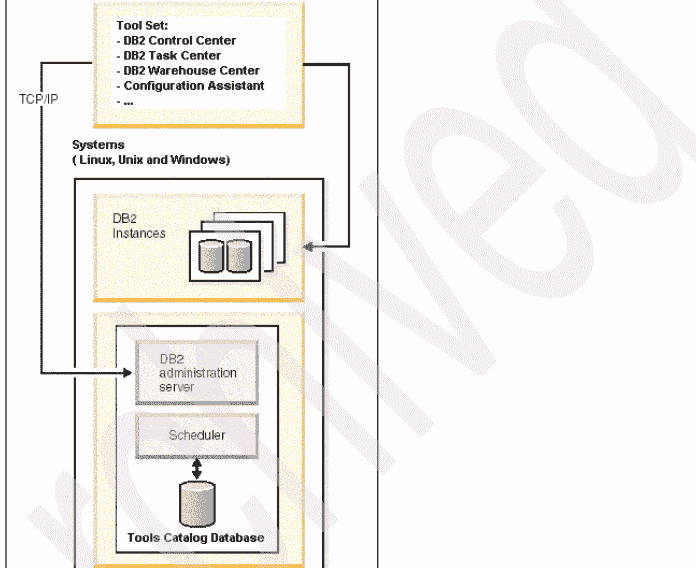 Tool Set:
- DB2 Control Center
- DB2 Task Center
- DB2 Warehouse Center
- Configuration Assistant
- ...
TCP/IP
Systems
( Linux, Unix and Windows)
DB2
Instances
DB2
administration
server
Scheduler
Tools Catalog Database